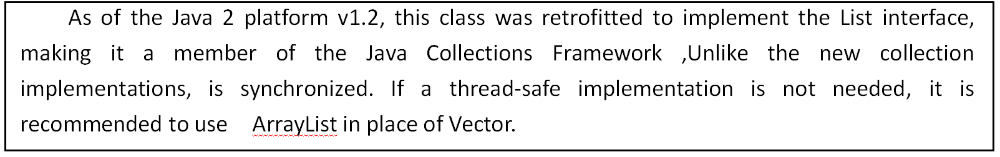 As of the Java 2 platform v1.2, this class was retrofitted to implement the List interface,
making it a member of the Java Collections Framework ,Unlike the new collection
implementations, is synchronized. If a thread-safe implementation is not needed, it is
recommended to use ArrayList in place of Vector.